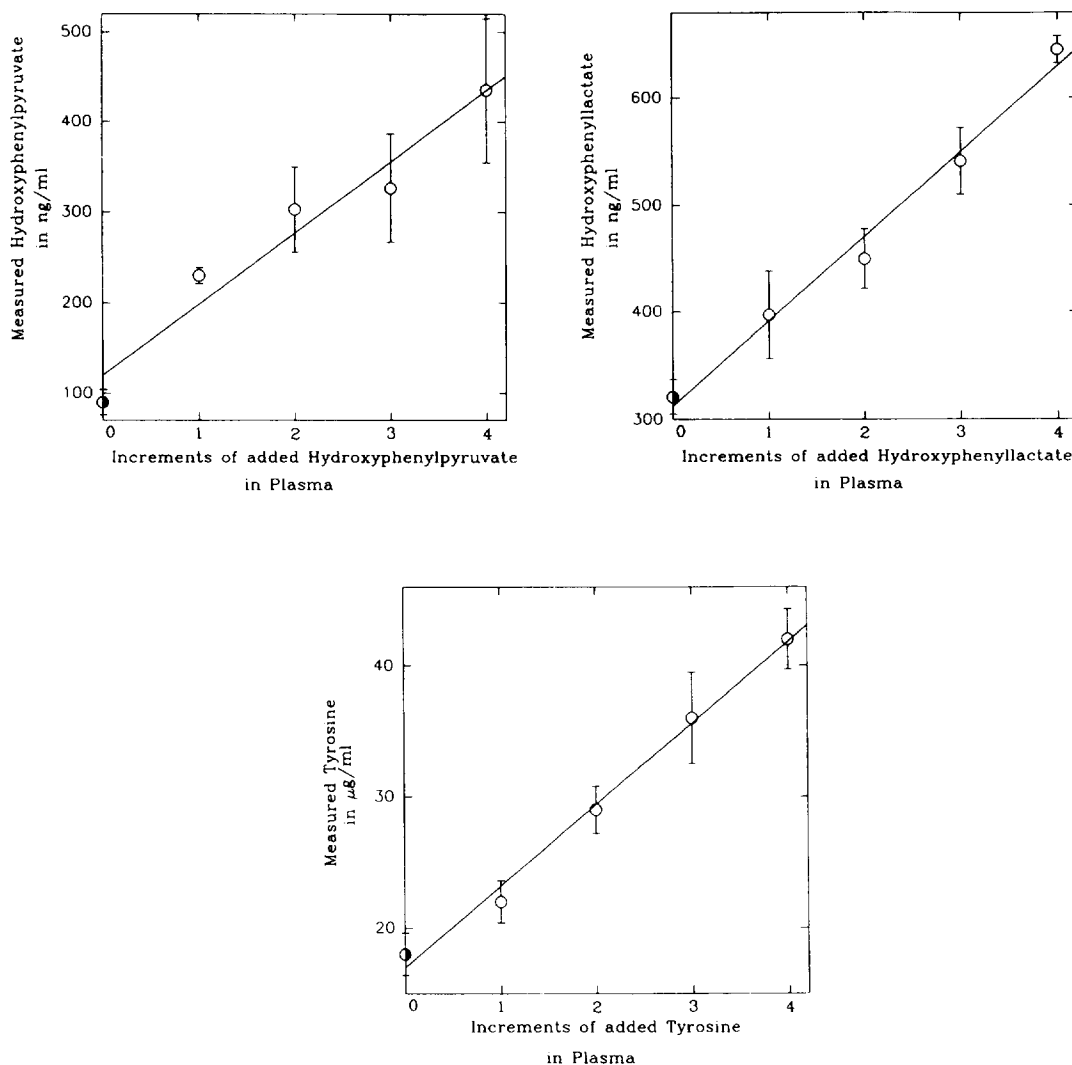 Measured Hydroxyphenylpyruvate
in ng/ml
500
400
300
200
100
0 1 2 3 4
Increments of added Hydroxyphenylpyruvate
in Plasma
Measured Hydroxyphenyllactate
in ng/ml
600
500
400
300
0 1 2 3 4
Increments of added Hydroxyphenyllactate
in Plasma
Measured Tyrosine
in µg/ml
40
30
20
0 1 2 3 4
Increments of added Tyrosine
in Plasma